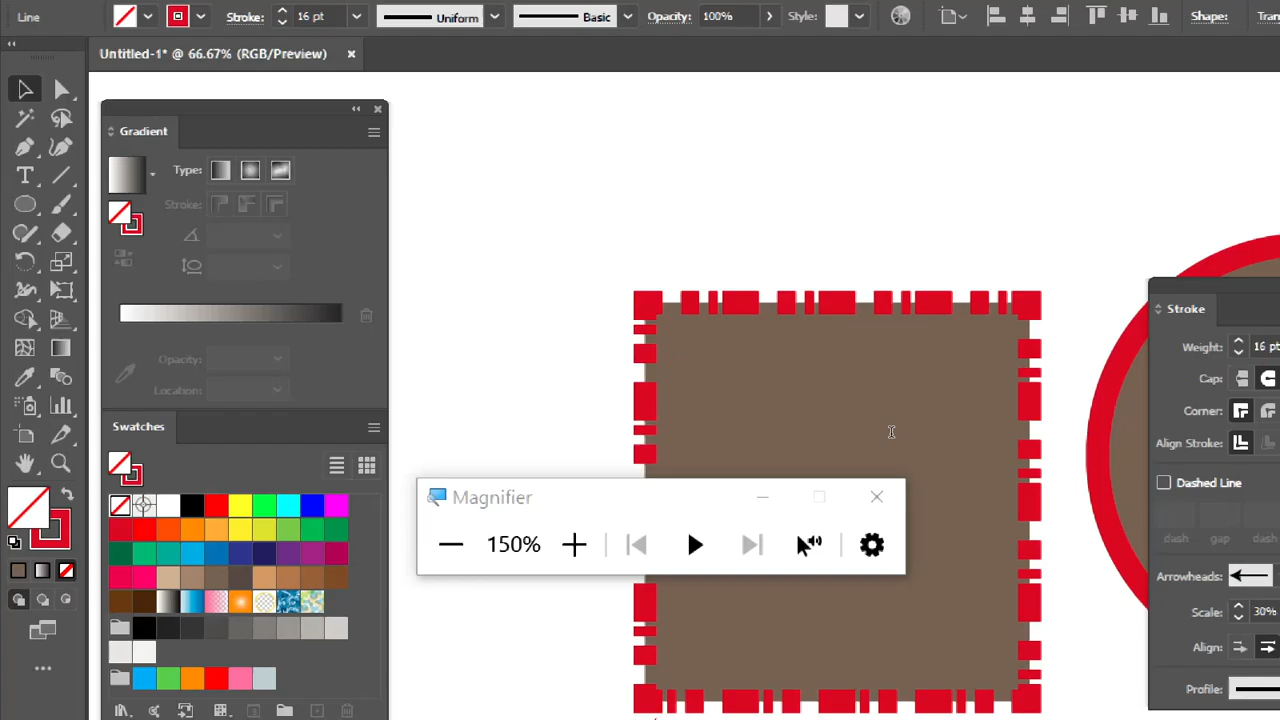 Line
Stroke:
16 pt
Uniform
Basic
Opacity:
100%
Style:
Shape:
Tran
Untitled-1* @ 66.67% (RGB/Preview)
Gradient
Type:
Stroke:
Opacity:
Location:
Swatches
Magnifier
150%
Stroke
Weight:
16 pt
Cap:
Corner:
Align Stroke:
Dashed Line
dash
gap
dash
Arrowheads:
Scale:
30%
Align:
Profile: